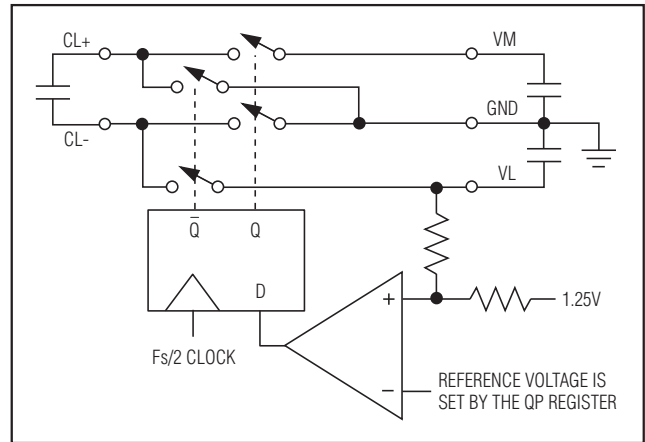 CL+
VM
GND
CL-
VL
Q̅
Q
D
+
1.25V
−
Fs/2 CLOCK
REFERENCE VOLTAGE IS
SET BY THE QP REGISTER